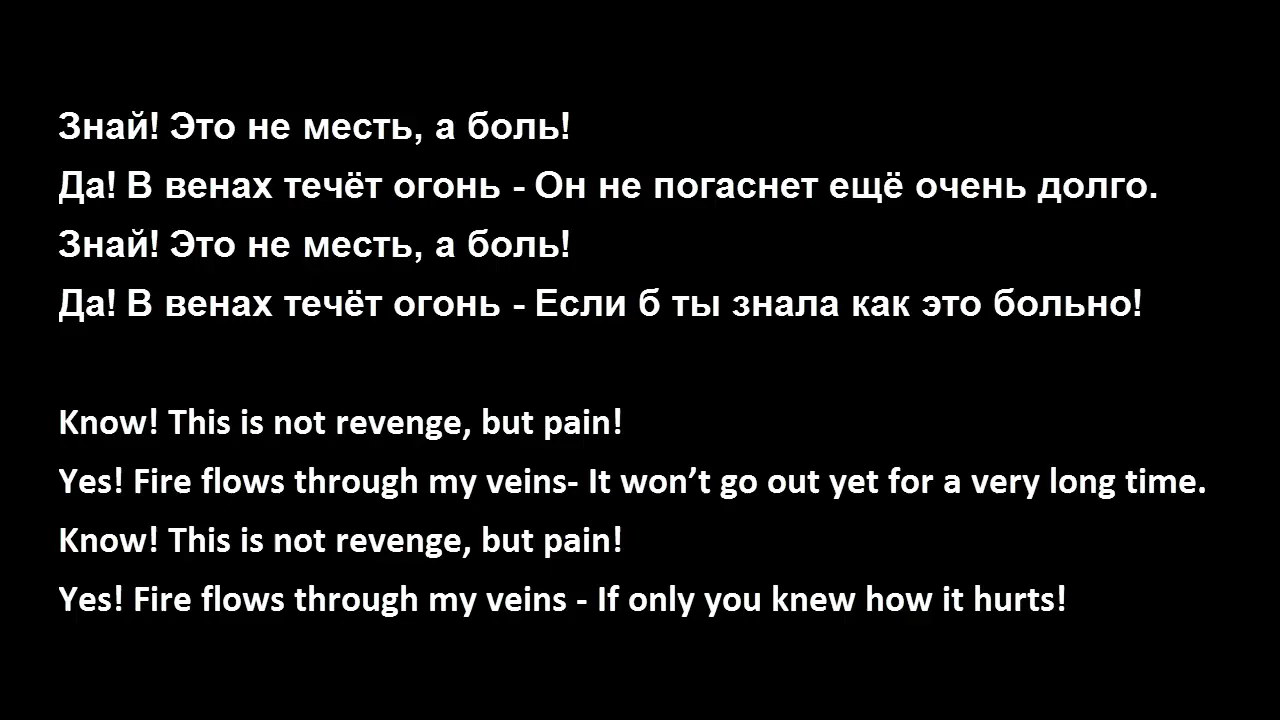 Знай! Это не месть, а боль!
Да! В венах течёт огонь - Он не погаснет ещё очень долго.
Знай! Это не месть, а боль!
Да! В венах течёт огонь - Если б ты знала как это больно!
Know! This is not revenge, but pain!
Yes! Fire flows through my veins- It won’t go out yet for a very long time.
Know! This is not revenge, but pain!
Yes! Fire flows through my veins - If only you knew how it hurts!